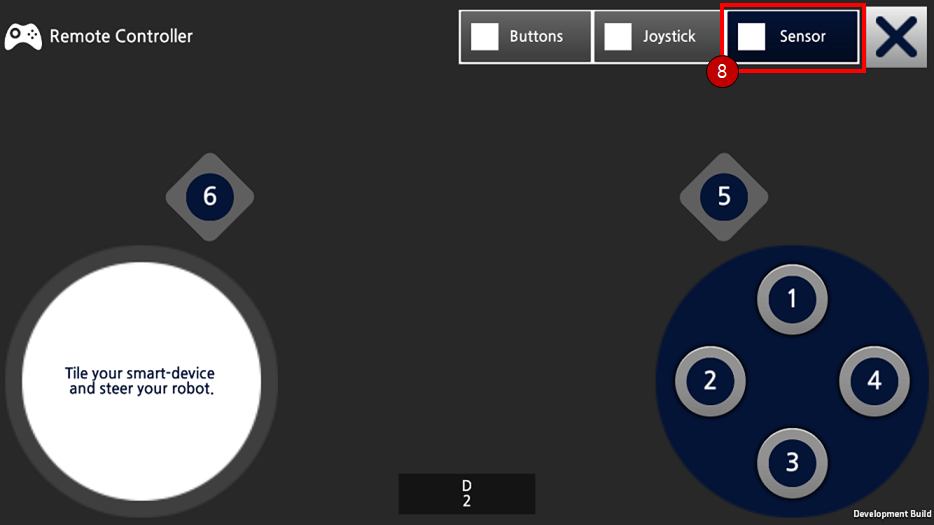 Remote Controller
Buttons
Joystick
Sensor
8
6
5
1
Tile your smart-device
and steer your robot.
2
4
3
D
2
Development Build